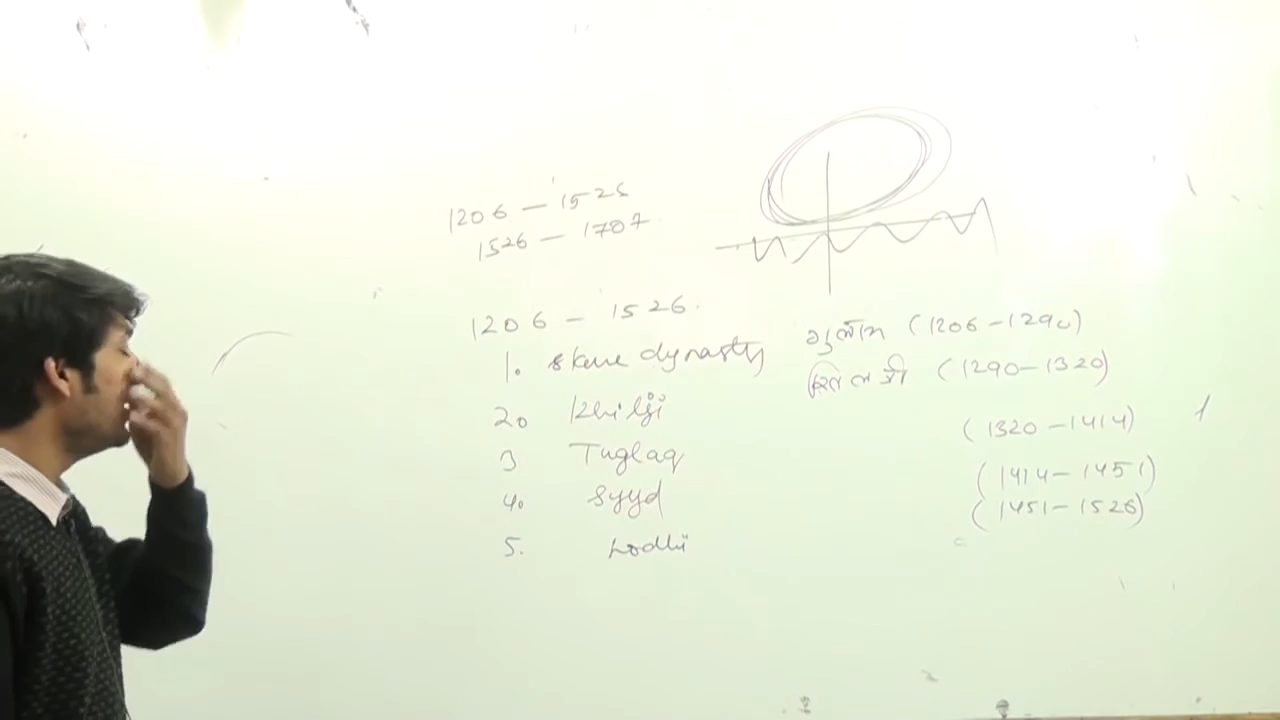 1206 – 1526
1526 – 1707
1206 – 1526.
1. slave dynasty गुलाम (1206 – 1290)
खिलजी (1290 – 1320)
2. Khilji
(1320 – 1414)
3 Tuglaq
(1414 – 1451)
4. Syyd
(1451 – 1526)
5. Lodhi